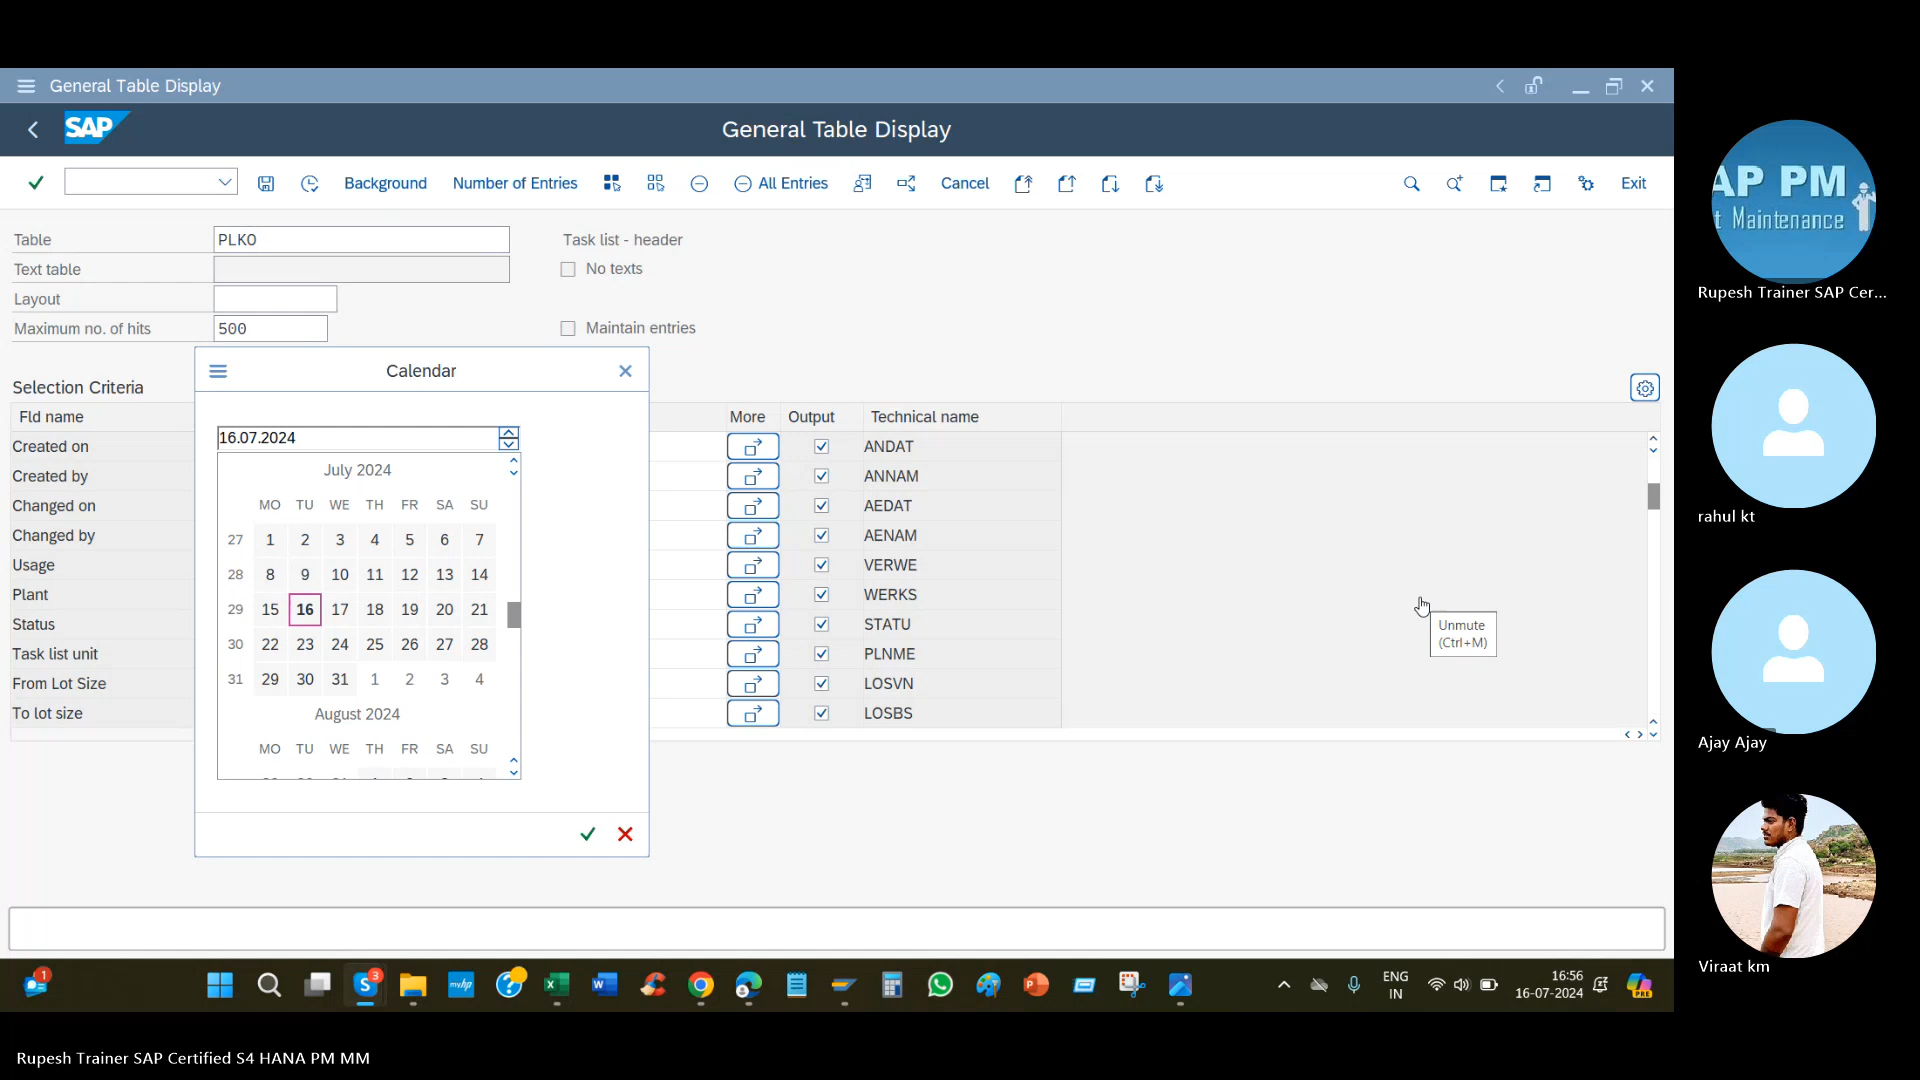 General Table Display
SAP
General Table Display
Background
Number of Entries
All Entries
Cancel
Exit
Table
PLKO
Task list - header
Text table
No texts
Layout
Maximum no. of hits
500
Maintain entries
Calendar
Selection Criteria
Fld name
More
Output
Technical name
16.07.2024
Created on
ANDAT
Created by
ANNAM
Changed on
AEDAT
Changed by
AENAM
Usage
VERWE
Plant
WERKS
Status
STATU
Task list unit
PLNME
From Lot Size
LOSVN
To lot size
LOSBS
July 2024
MO TU WE TH FR SA SU
27 1 2 3 4 5 6 7
28 8 9 10 11 12 13 14
29 15 16 17 18 19 20 21
30 22 23 24 25 26 27 28
31 29 30 31 1 2 3 4
August 2024
MO TU WE TH FR SA SU
Unmute
(Ctrl+M)
AP PM
t Maintenance
Rupesh Trainer SAP Cer...
rahul kt
Ajay Ajay
Viraat km
1
3
myhp
ENG
IN
16:56
16-07-2024
PRE
Rupesh Trainer SAP Certified S4 HANA PM MM